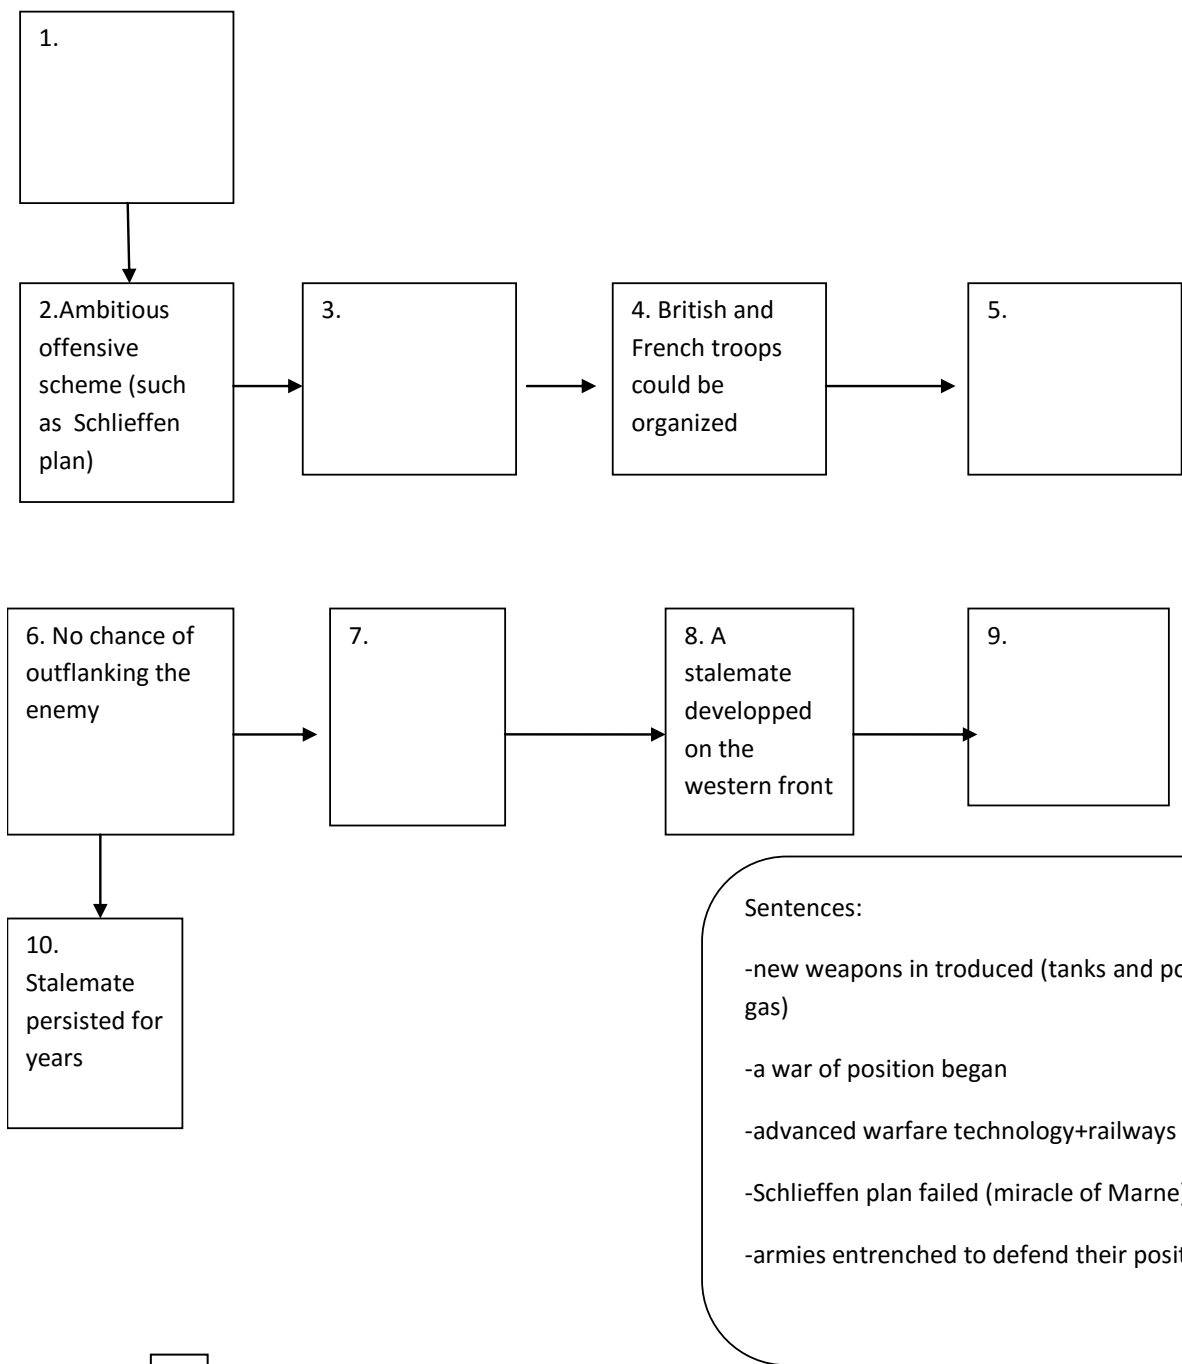 1.
2.Ambitious
offensive
scheme (such
as Schlieffen
plan)
3.
4. British and
French troops
could be
organized
5.
6. No chance of
outflanking the
enemy
7.
8. A
stalemate
developped
on the
western front
9.
10.
Stalemate
persisted for
years
Sentences:
-new weapons in troduced (tanks and
gas)
-a war of position began
-advanced warfare technology+railways
-Schlieffen plan failed (miracle of Marne)
-armies entrenched to defend their